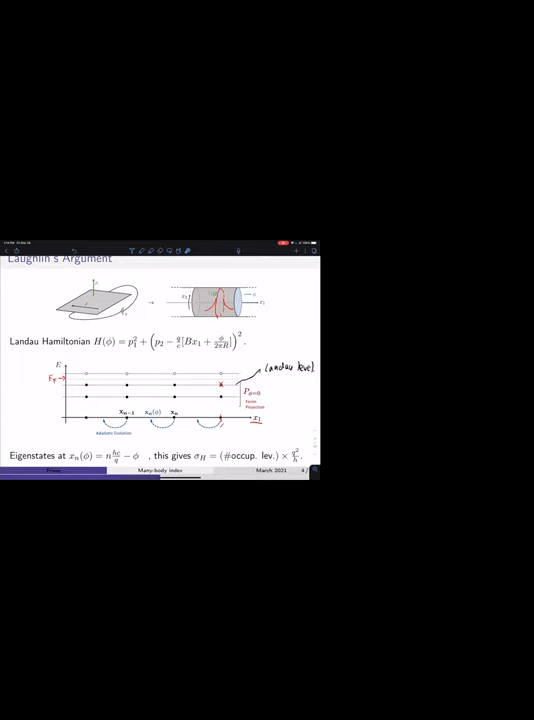 Laughlin's Argument
Landau Hamiltonian H(ϕ) = p₁² + (p₂ − q/c [Bx₁ + ϕ/2πR])².
E
Landau level
E_F →
P_{ϕ=0}
Fermi
Projection
x_{n−1} x_n(ϕ) x_n
x₁
Adiabatic Evolution
Eigenstates at x_n(ϕ) = n hc/q − ϕ , this gives σ_H = (#occup. lev.) × q²/h.
Many-body index
March 2021 4 /